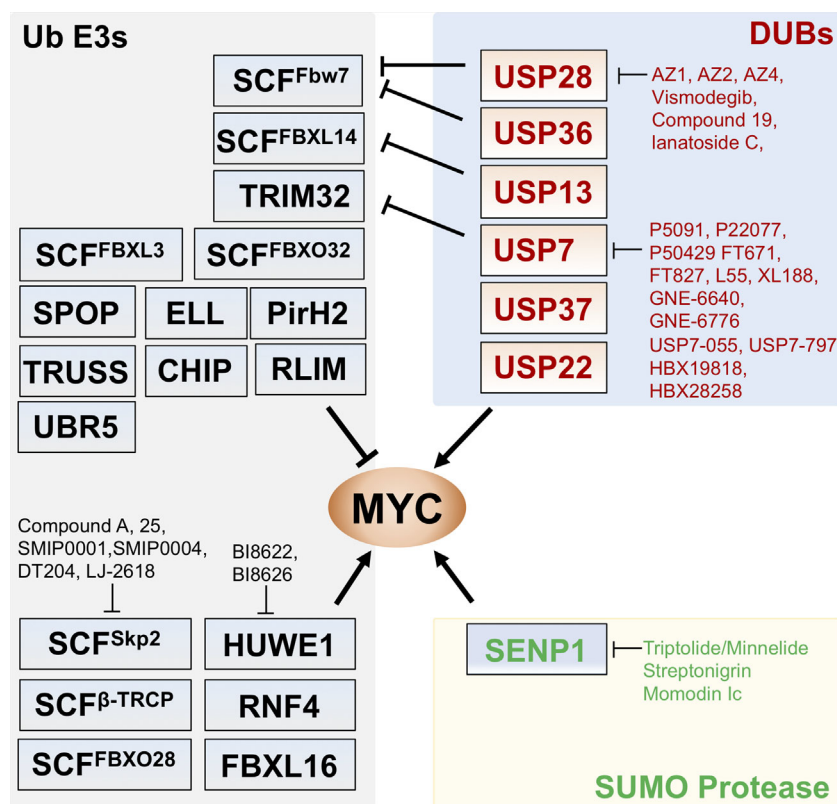 Ub E3s
DUBs
SCFFbw7
SCFFBXL14
TRIM32
SCFFBXL3
SCFFBXO32
SPOP
ELL
PirH2
TRUSS
CHIP
RLIM
UBR5
USP28
USP36
USP13
USP7
USP37
USP22
AZ1, AZ2, AZ4,
Vismodegib,
Compound 19,
lanatoside C,
P5091, P22077,
P50429 FT671,
FT827, L55, XL188,
GNE-6640,
GNE-6776
USP7-055, USP7-797
HBX19818,
HBX28258
MYC
Compound A, 25,
SMIP0001,SMIP0004,
DT204, LJ-2618
BI8622,
BI8626
SCFSkp2
HUWE1
SCFβ-TRCP
RNF4
SCFFBXO28
FBXL16
SENP1
Triptolide/Minnelide
Streptonigrin
Momodin Ic
SUMO Protease